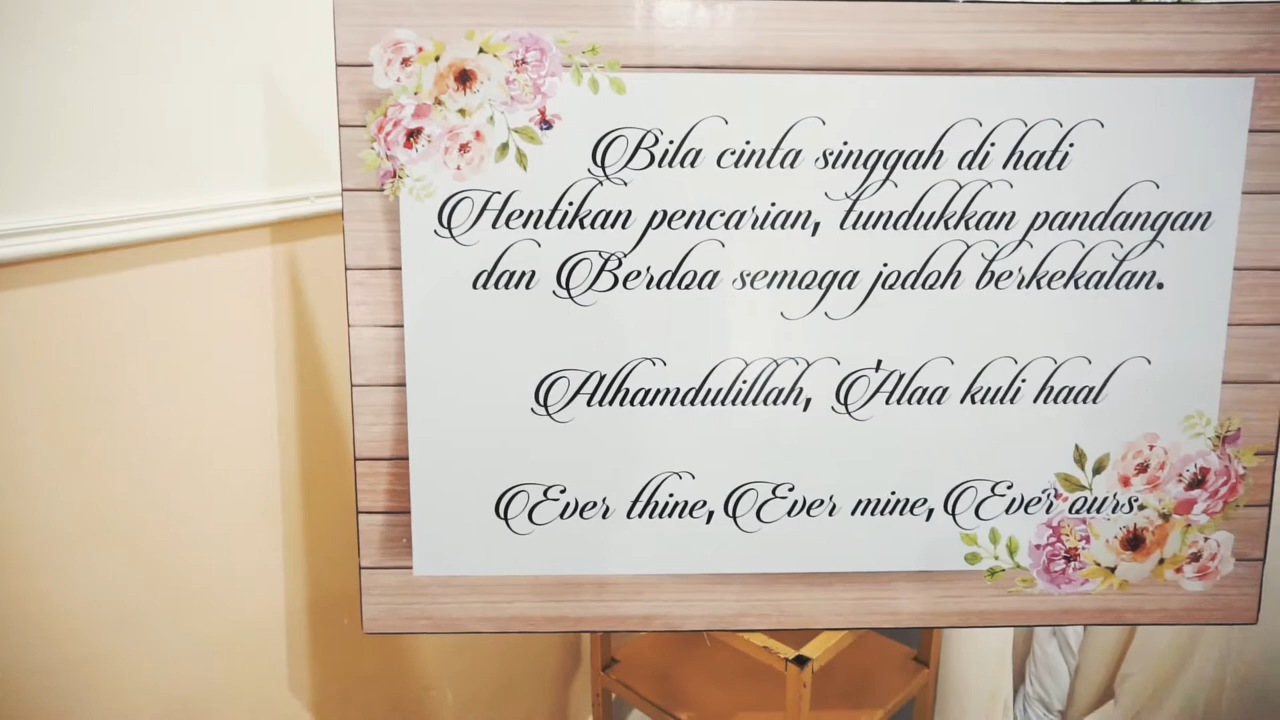 Bila cinta singgah di hati
Hentikan pencarian, tundukkan pandangan
dan Berdoa semoga jodoh berkekalan.
Alhamdulillah, 'Alaa kuli haal
Ever thine, Ever mine, Ever ours